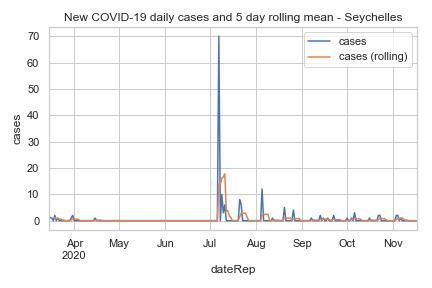 New COVID-19 daily cases and 5 day rolling mean - Seychelles
cases
cases (rolling)
70
60
50
40
30
20
10
0
cases
Apr
2020
May
Jun
Jul
Aug
Sep
Oct
Nov
dateRep